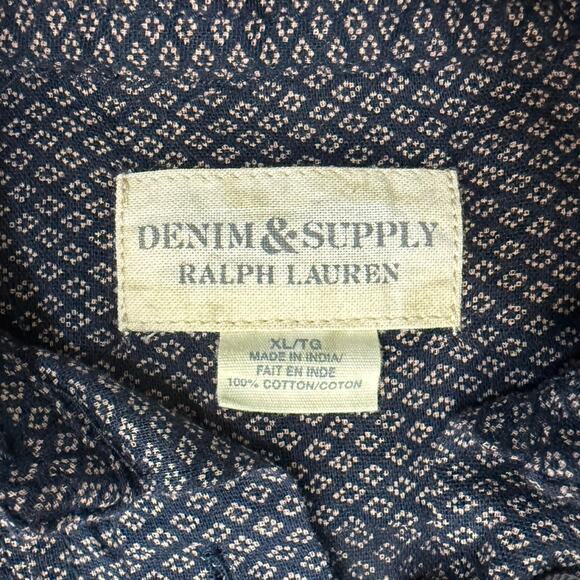 DENIM & SUPPLY
RALPH LAUREN
XL/TG
MADE IN INDIA/
FAIT EN INDE
100% COTTON/COTON